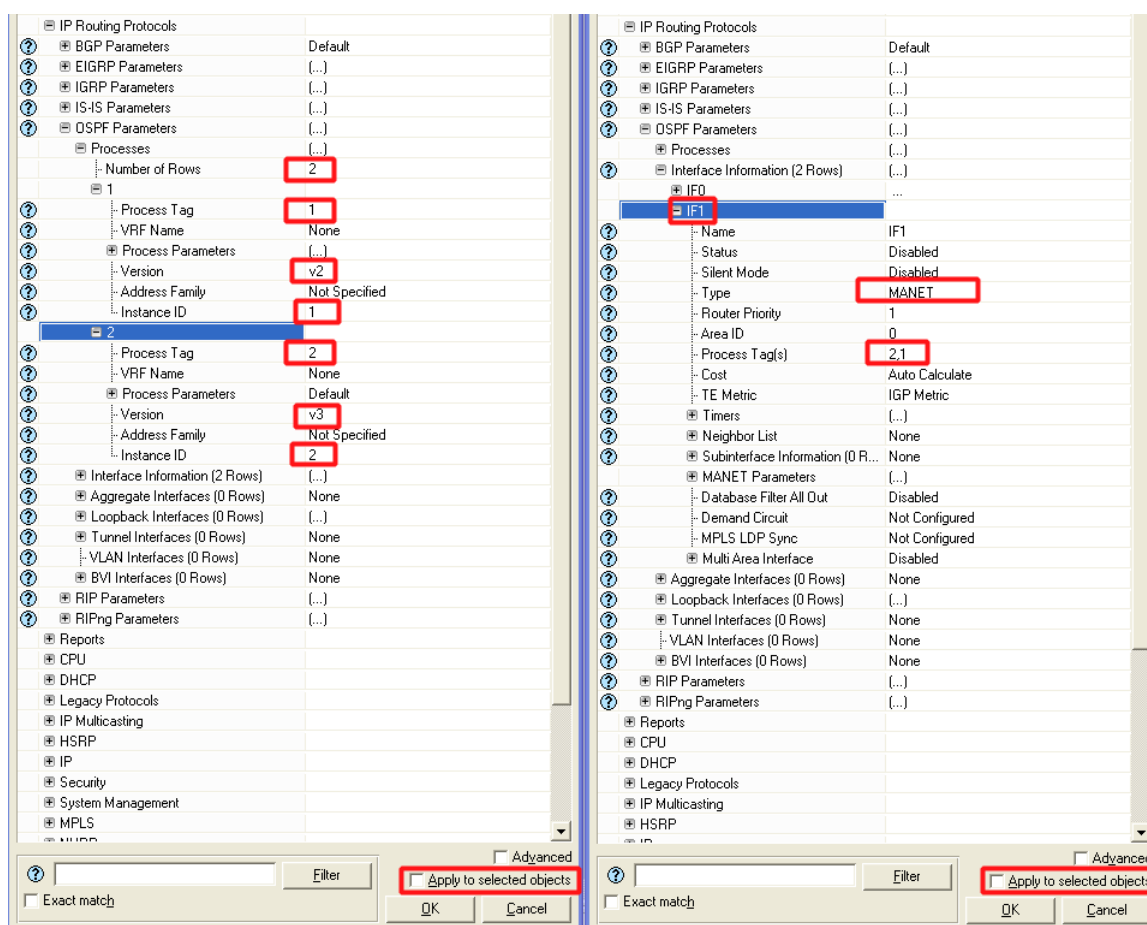 IP Routing Protocols
BGP Parameters Default
EIGRP Parameters (...)
IGRP Parameters (...)
IS-IS Parameters (...)
OSPF Parameters (...)
Processes (...)
Number of Rows 2
1
Process Tag 1
VRF Name None
Process Parameters (...)
Version v2
Address Family Not Specified
Instance ID 1
2
Process Tag 2
VRF Name None
Process Parameters Default
Version v3
Address Family Not Specified
Instance ID 2
Interface Information (2 Rows) (...)
Aggregate Interfaces (0 Rows) None
Loopback Interfaces (0 Rows) (...)
Tunnel Interfaces (0 Rows) None
VLAN Interfaces (0 Rows) None
BVI Interfaces (0 Rows) None
RIP Parameters (...)
RIPng Parameters (...)
Reports
CPU
DHCP
Legacy Protocols
IP Multicasting
HSRP
IP
Security
System Management
MPLS
Advanced
Filter
Apply to selected objects
Exact match
OK Cancel
IP Routing Protocols
BGP Parameters Default
EIGRP Parameters (...)
IGRP Parameters (...)
IS-IS Parameters (...)
OSPF Parameters (...)
Processes (...)
Interface Information (2 Rows) (...)
IF0 ...
IF1
Name IF1
Status Disabled
Silent Mode Disabled
Type MANET
Router Priority 1
Area ID 0
Process Tag(s) 2,1
Cost Auto Calculate
TE Metric IGP Metric
Timers (...)
Neighbor List None
Subinterface Information (0 R... None
MANET Parameters (...)
Database Filter All Out Disabled
Demand Circuit Not Configured
MPLS LDP Sync Not Configured
Multi Area Interface Disabled
Aggregate Interfaces (0 Rows) None
Loopback Interfaces (0 Rows) (...)
Tunnel Interfaces (0 Rows) None
VLAN Interfaces (0 Rows) None
BVI Interfaces (0 Rows) None
RIP Parameters (...)
RIPng Parameters (...)
Reports
CPU
DHCP
Legacy Protocols
IP Multicasting
HSRP
Advanced
Filter
Apply to selected objects
Exact match
OK Cancel